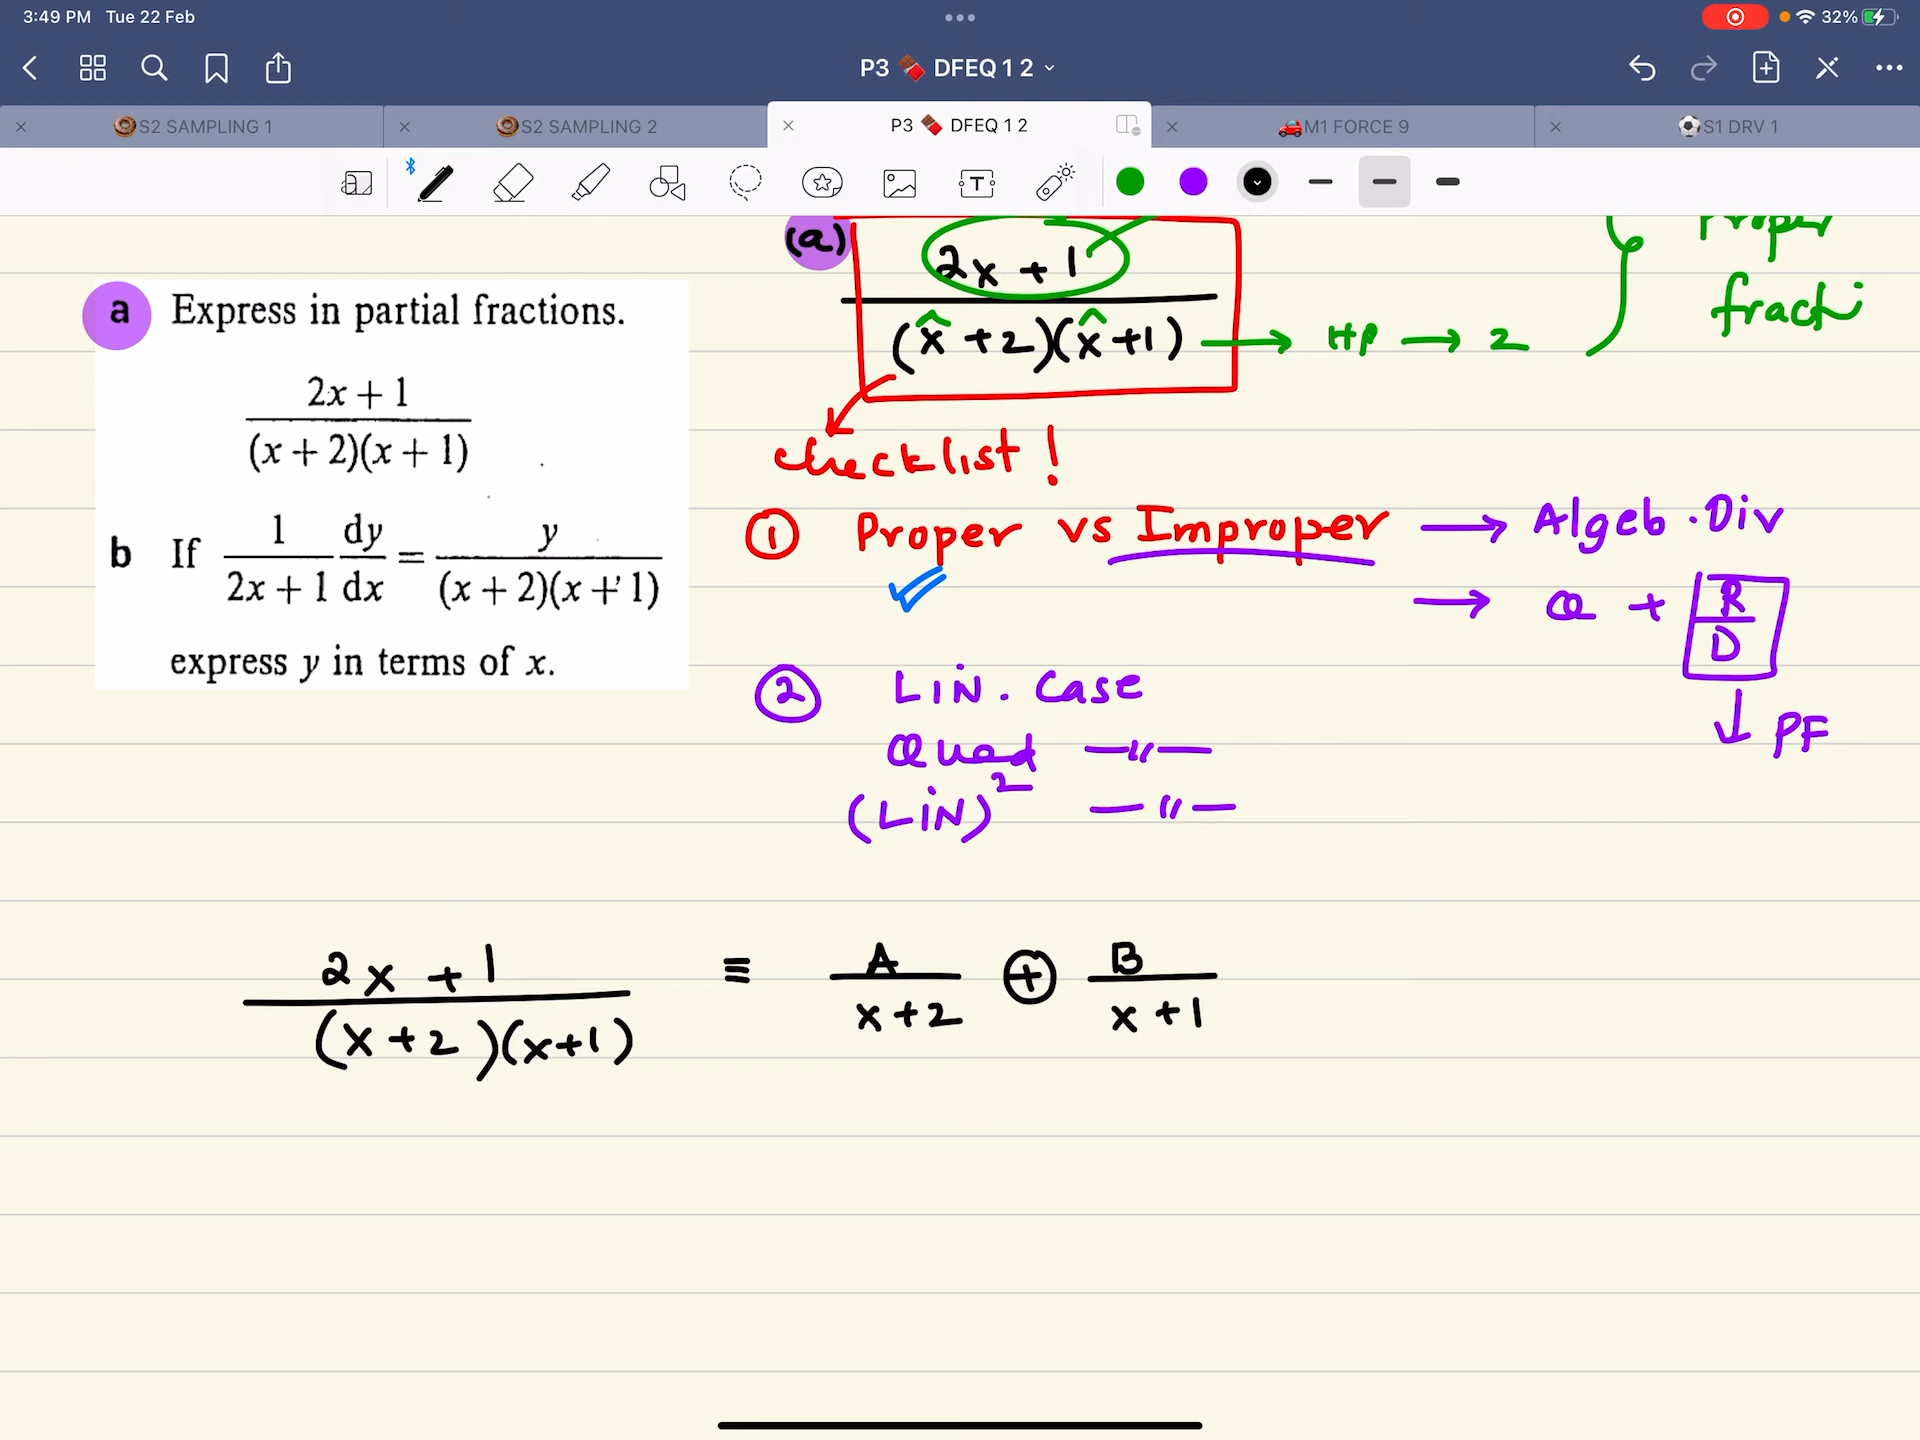 3:49 PM Tue 22 Feb
32%
P3 🍫 DFEQ 1 2
S2 SAMPLING 1
S2 SAMPLING 2
P3 🍫 DFEQ 1 2
M1 FORCE 9
S1 DRV 1
a Express in partial fractions.
2x + 1
(x + 2)(x + 1)
b If 1/(2x + 1) dy/dx = y/((x + 2)(x + 1))
express y in terms of x.
(a)
2x + 1
(x + 2)(x + 1) → HP → 2
Proper
fracti
checklist !
① Proper vs Improper → Algeb. Div
→ Q + R/D
↓ PF
② LiN. Case
Quad —〃—
(LiN)² —〃—
(2x + 1)/((x + 2)(x + 1)) ≡ A/(x + 2) ⊕ B/(x + 1)